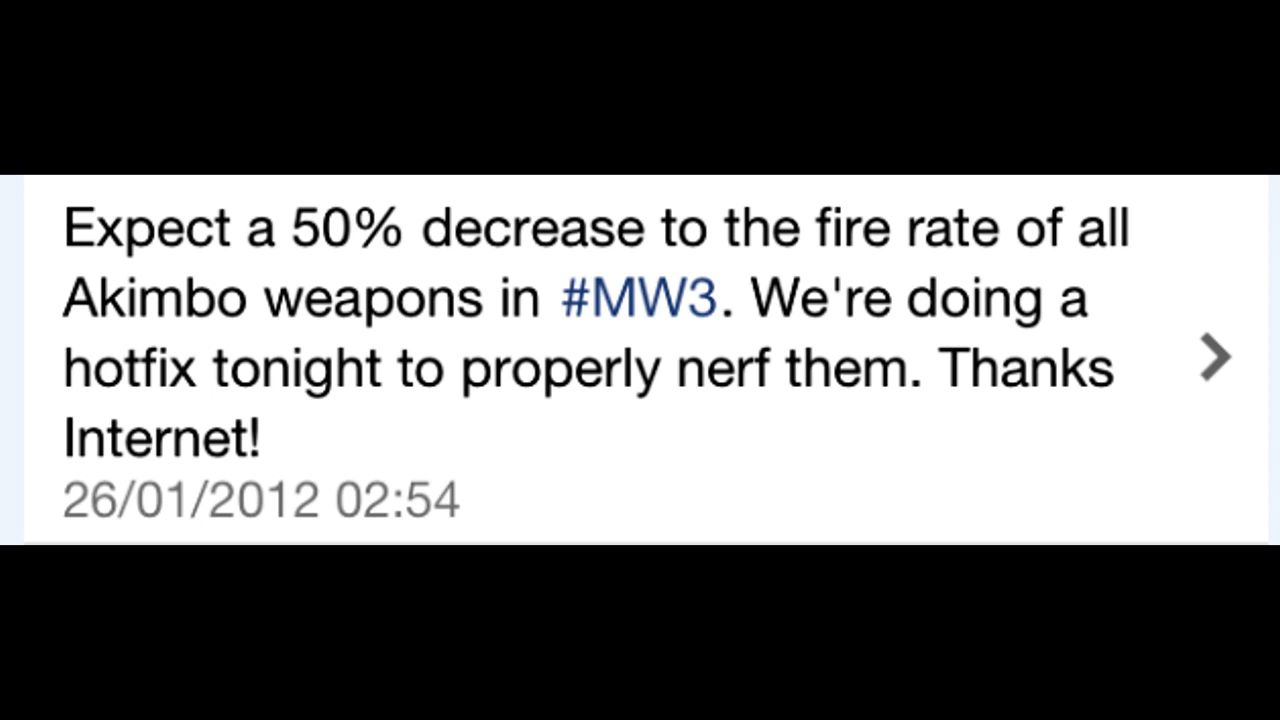 Expect a 50% decrease to the fire rate of all
Akimbo weapons in #MW3. We're doing a
hotfix tonight to properly nerf them. Thanks
Internet!
26/01/2012 02:54